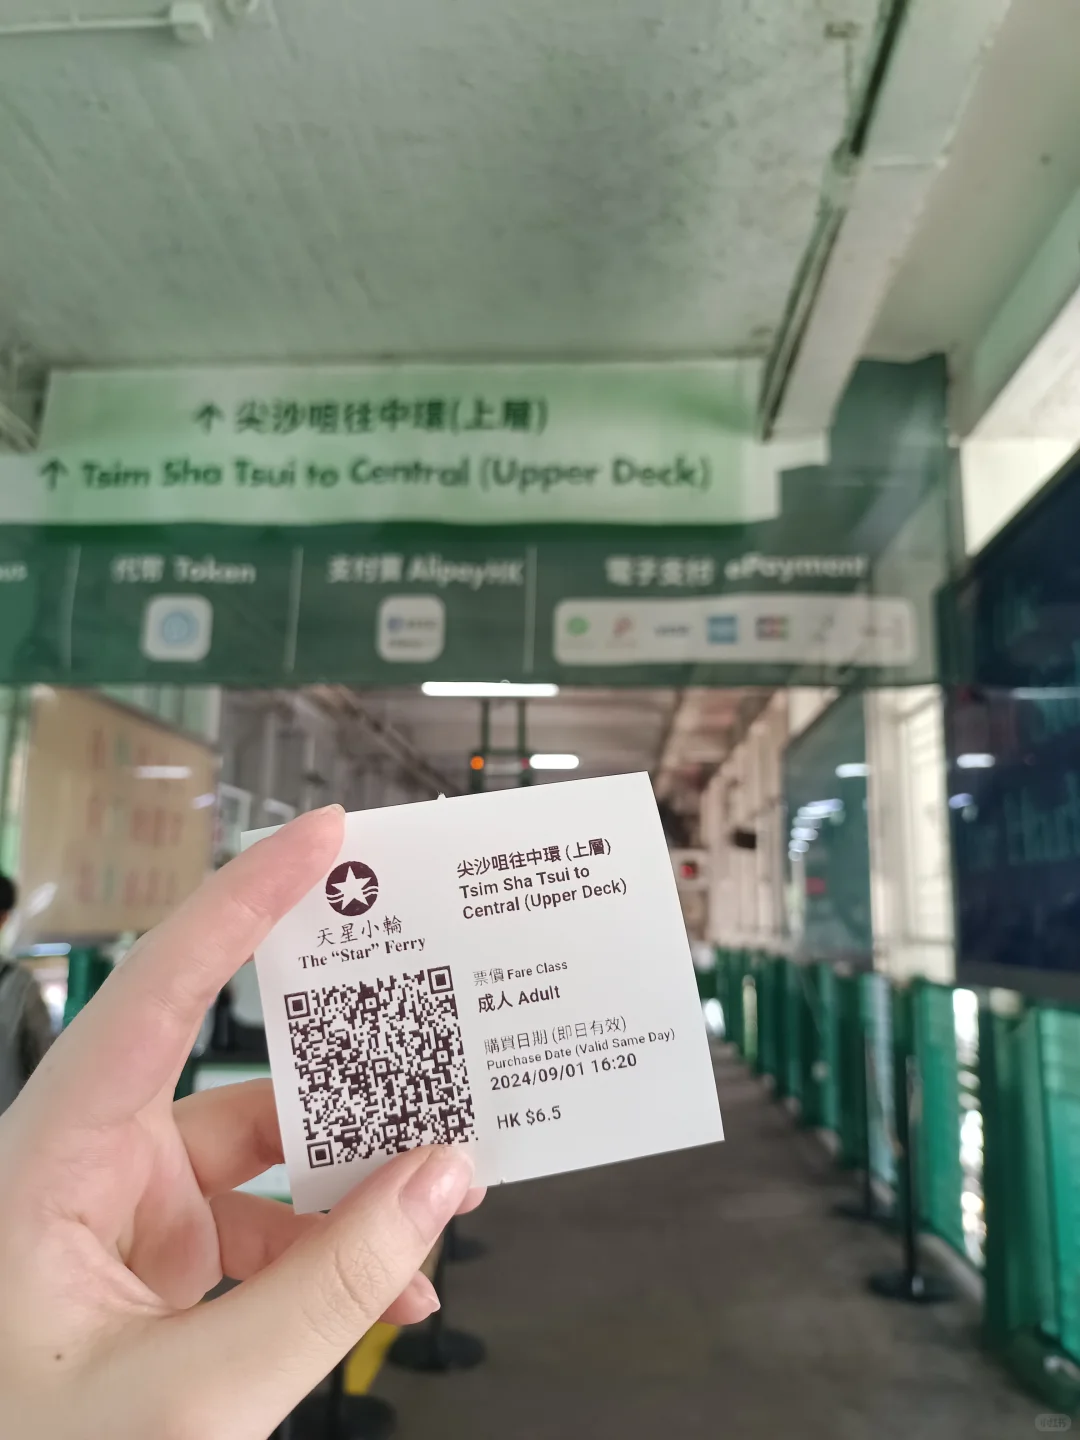 ↑ 尖沙咀往中環(上層)
↑ Tsim Sha Tsui to Central (Upper Deck)
代幣 Token
支付寶 AlipayHK
電子支付 ePayment
天星小輪
The “Star” Ferry
尖沙咀往中環 (上層)
Tsim Sha Tsui to
Central (Upper Deck)
票價 Fare Class
成人 Adult
購買日期 (即日有效)
Purchase Date (Valid Same Day)
2024/09/01 16:20
HK $6.5